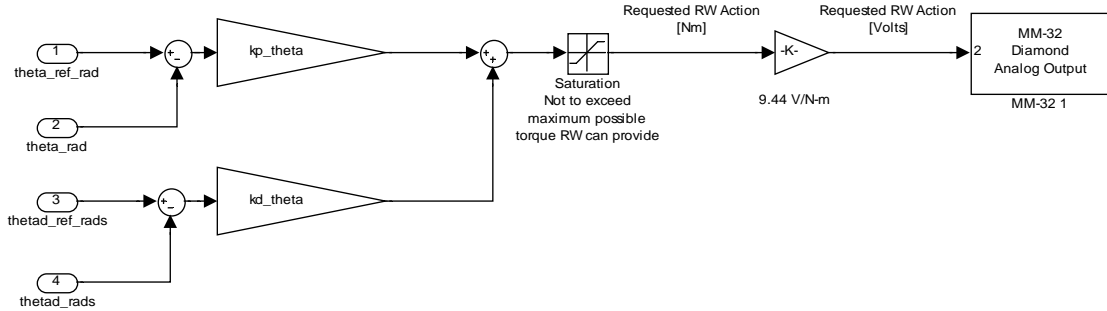 1
theta_ref_rad
+
−
kp_theta
2
theta_rad
3
thetad_ref_rads
+
−
kd_theta
4
thetad_rads
+
+
Saturation
Not to exceed
maximum possible
torque RW can provide
Requested RW Action
[Nm]
-K-
9.44 V/N-m
Requested RW Action
[Volts]
2
MM-32
Diamond
Analog Output
MM-32 1